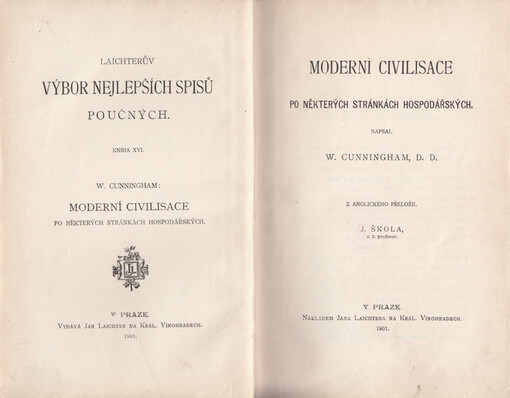 LAICHTERŮV
VÝBOR NEJLEPŠÍCH SPISŮ
POUČNÝCH.
KNIHA XVI.
W. CUNNINGHAM:
MODERNÍ CIVILISACE
PO NĚKTERÝCH STRÁNKÁCH HOSPODÁŘSKÝCH.
V PRAZE.
VYDÁVÁ JAN LAICHTER NA KRÁL. VINOHRADECH.
1901.
MODERNÍ CIVILISACE
PO NĚKTERÝCH STRÁNKÁCH HOSPODÁŘSKÝCH.
NAPSAL
W. CUNNINGHAM, D. D.
Z ANGLICKÉHO PŘELOŽIL
J. ŠKOLA,
c. k. professor.
V PRAZE.
NÁKLADEM JANA LAICHTERA NA KRÁL. VINOHRADECH.
1901.